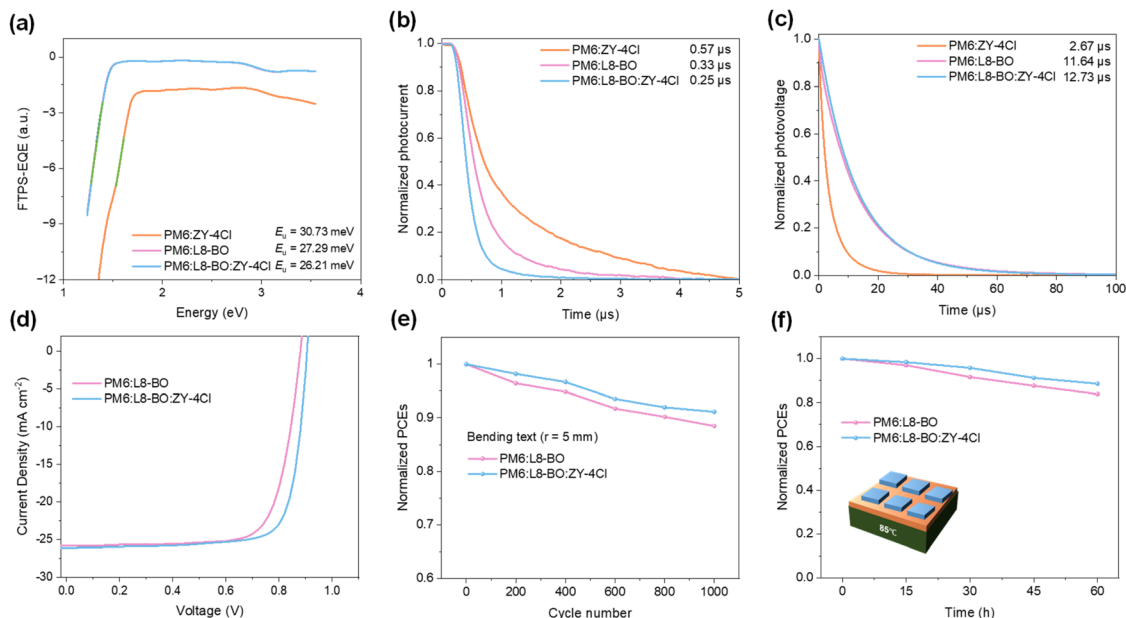 (a)
FTPS-EQE (a.u.)
0
−3
−6
−9
−12
PM6:ZY-4Cl
PM6:L8-BO
PM6:L8-BO:ZY-4Cl
Eu = 30.73 meV
Eu = 27.29 meV
Eu = 26.21 meV
1 2 3 4
Energy (eV)
(b)
Normalized photocurrent
1.0
0.8
0.6
0.4
0.2
0.0
PM6:ZY-4Cl 0.57 µs
PM6:L8-BO 0.33 µs
PM6:L8-BO:ZY-4Cl 0.25 µs
0 1 2 3 4 5
Time (µs)
(c)
Normalized photovoltage
1.0
0.8
0.6
0.4
0.2
0.0
PM6:ZY-4Cl 2.67 µs
PM6:L8-BO 11.64 µs
PM6:L8-BO:ZY-4Cl 12.73 µs
0 20 40 60 80 100
Time (µs)
(d)
Current Density (mA cm-2)
0
-5
-10
-15
-20
-25
-30
PM6:L8-BO
PM6:L8-BO:ZY-4Cl
0.0 0.2 0.4 0.6 0.8 1.0
Voltage (V)
(e)
Normalized PCEs
1
0.9
0.8
0.7
0.6
Bending text (r = 5 mm)
PM6:L8-BO
PM6:L8-BO:ZY-4Cl
0 200 400 600 800 1000
Cycle number
(f)
Normalized PCEs
1.0
0.8
0.6
0.4
0.2
0.0
PM6:L8-BO
PM6:L8-BO:ZY-4Cl
85℃
0 15 30 45 60
Time (h)